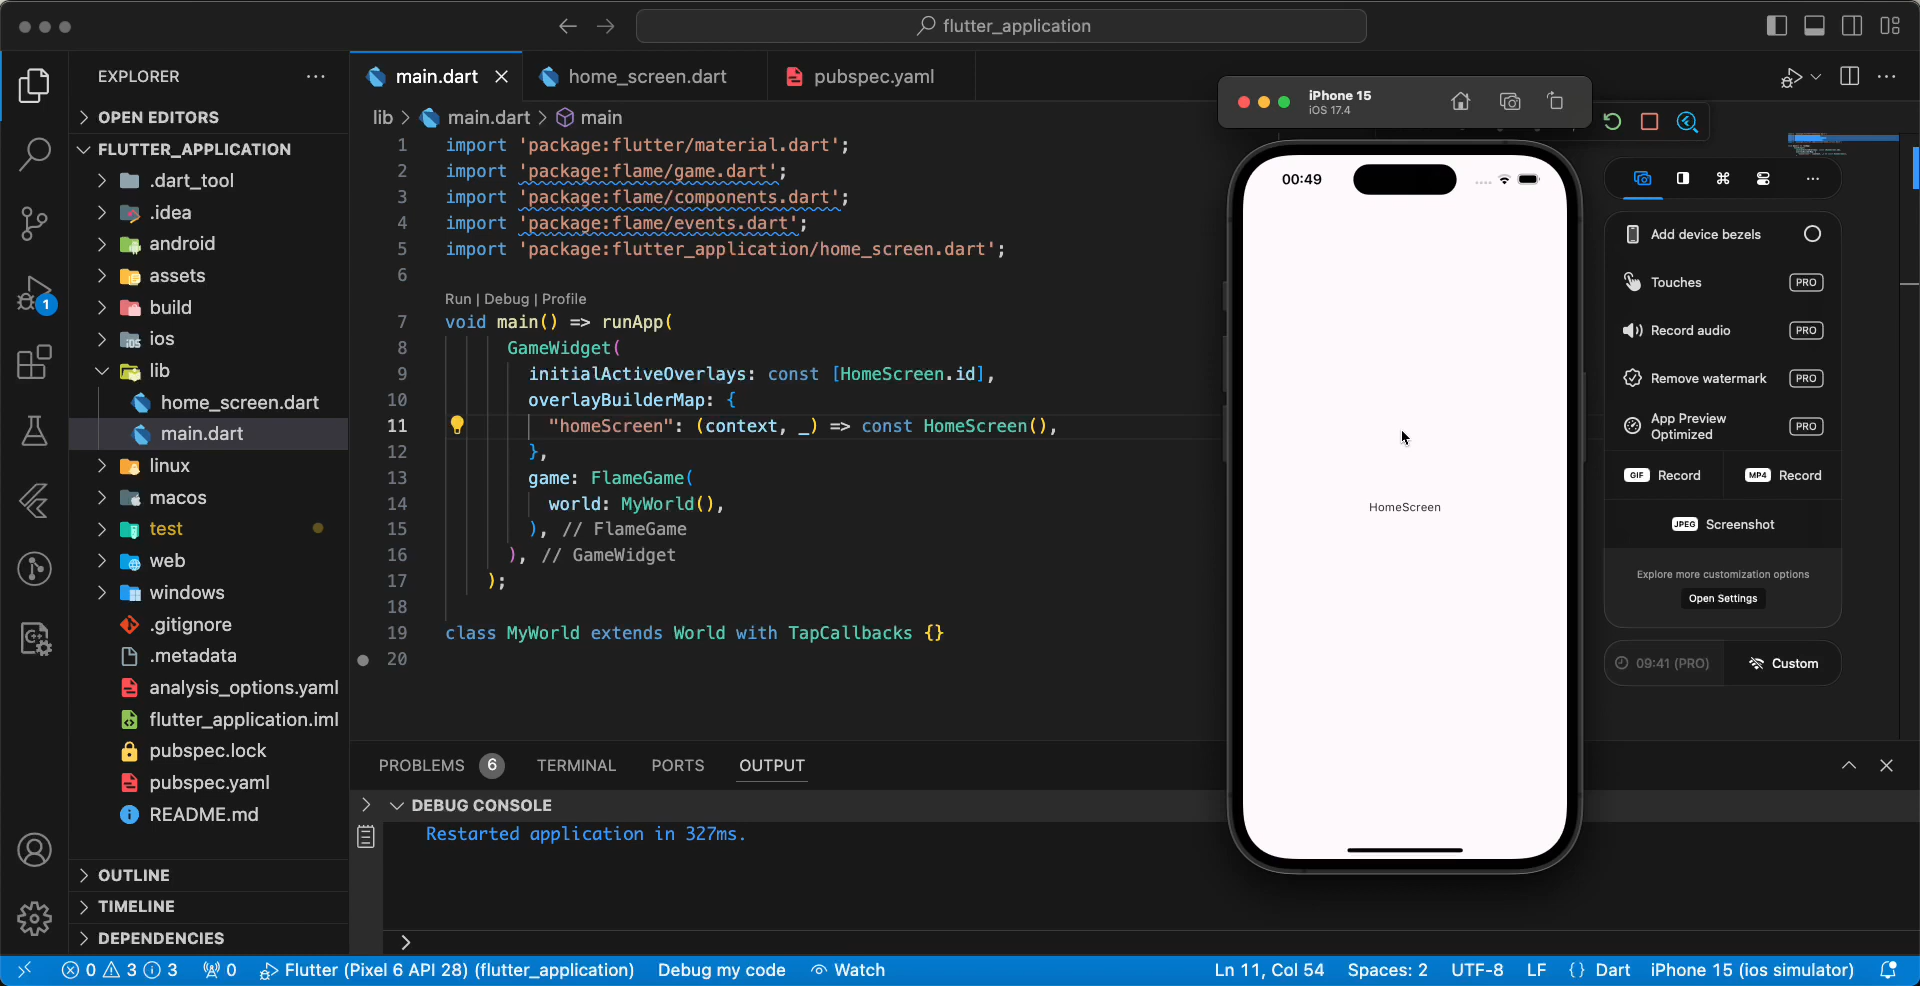 flutter_application
EXPLORER
OPEN EDITORS
FLUTTER_APPLICATION
.dart_tool
.idea
android
assets
build
ios
lib
home_screen.dart
main.dart
linux
macos
test
web
windows
.gitignore
.metadata
analysis_options.yaml
flutter_application.iml
pubspec.lock
pubspec.yaml
README.md
OUTLINE
TIMELINE
DEPENDENCIES
1
main.dart
home_screen.dart
pubspec.yaml
lib > main.dart > main
1 import 'package:flutter/material.dart';
2 import 'package:flame/game.dart';
3 import 'package:flame/components.dart';
4 import 'package:flame/events.dart';
5 import 'package:flutter_application/home_screen.dart';
6
Run | Debug | Profile
7 void main() => runApp(
8 GameWidget(
9 initialActiveOverlays: const [HomeScreen.id],
10 overlayBuilderMap: {
11 "homeScreen": (context, _) => const HomeScreen(),
12 },
13 game: FlameGame(
14 world: MyWorld(),
15 ), // FlameGame
16 ), // GameWidget
17 );
18
19 class MyWorld extends World with TapCallbacks {}
20
PROBLEMS 6 TERMINAL PORTS OUTPUT
DEBUG CONSOLE
Restarted application in 327ms.
iPhone 15
iOS 17.4
00:49
HomeScreen
Add device bezels
Touches PRO
Record audio PRO
Remove watermark PRO
App Preview
Optimized PRO
GIF Record MP4 Record
JPEG Screenshot
Explore more customization options
Open Settings
09:41 (PRO) Custom
0 3 3 0 Flutter (Pixel 6 API 28) (flutter_application) Debug my code Watch Ln 11, Col 54 Spaces: 2 UTF-8 LF {} Dart iPhone 15 (ios simulator)